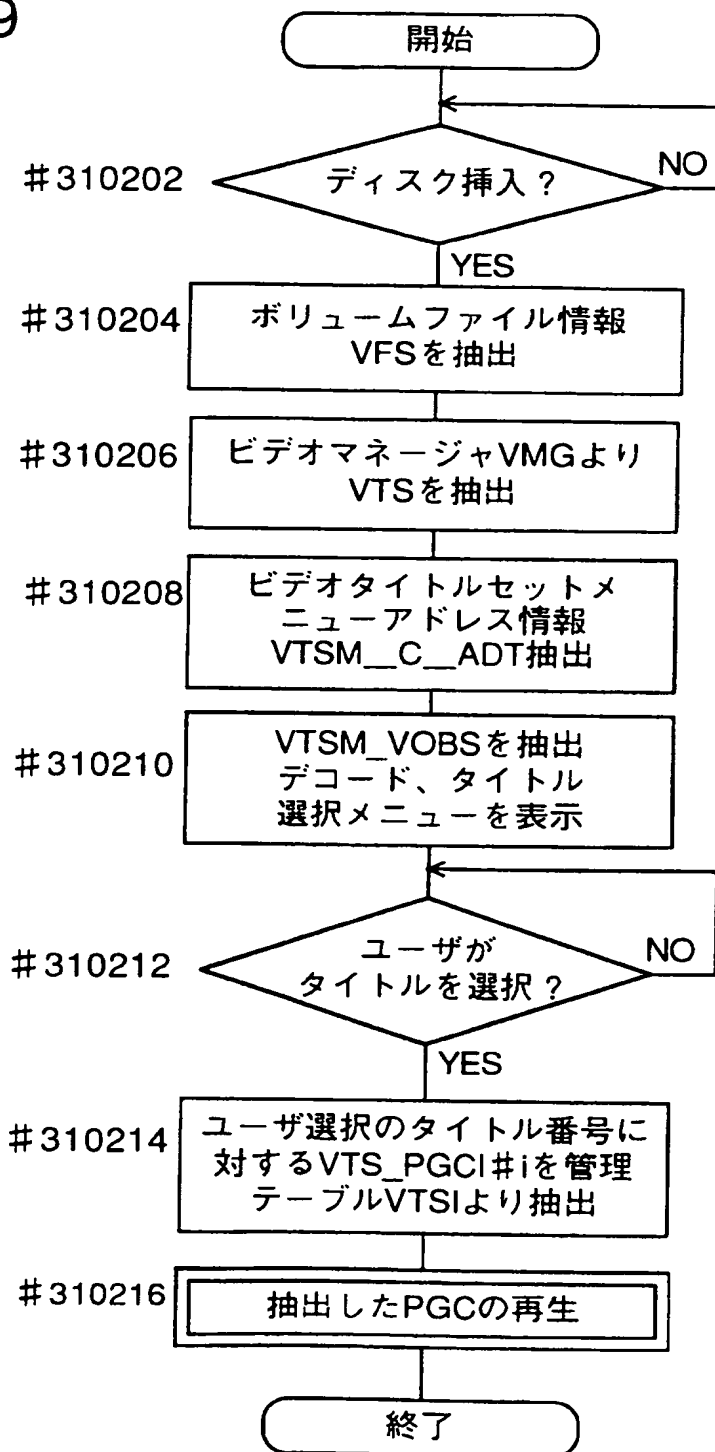 9
開始
#310202
ディスク挿入?
NO
YES
#310204
ボリュームファイル情報
VFSを抽出
#310206
ビデオマネージャVMGより
VTSを抽出
#310208
ビデオタイトルセットメ
ニューアドレス情報
VTSM__C__ADT抽出
#310210
VTSM_VOBSを抽出
デコード、タイトル
選択メニューを表示
#310212
ユーザが
タイトルを選択?
NO
YES
#310214
ユーザ選択のタイトル番号に
対するVTS_PGCI#iを管理
テーブルVTSIより抽出
#310216
抽出したPGCの再生
終了